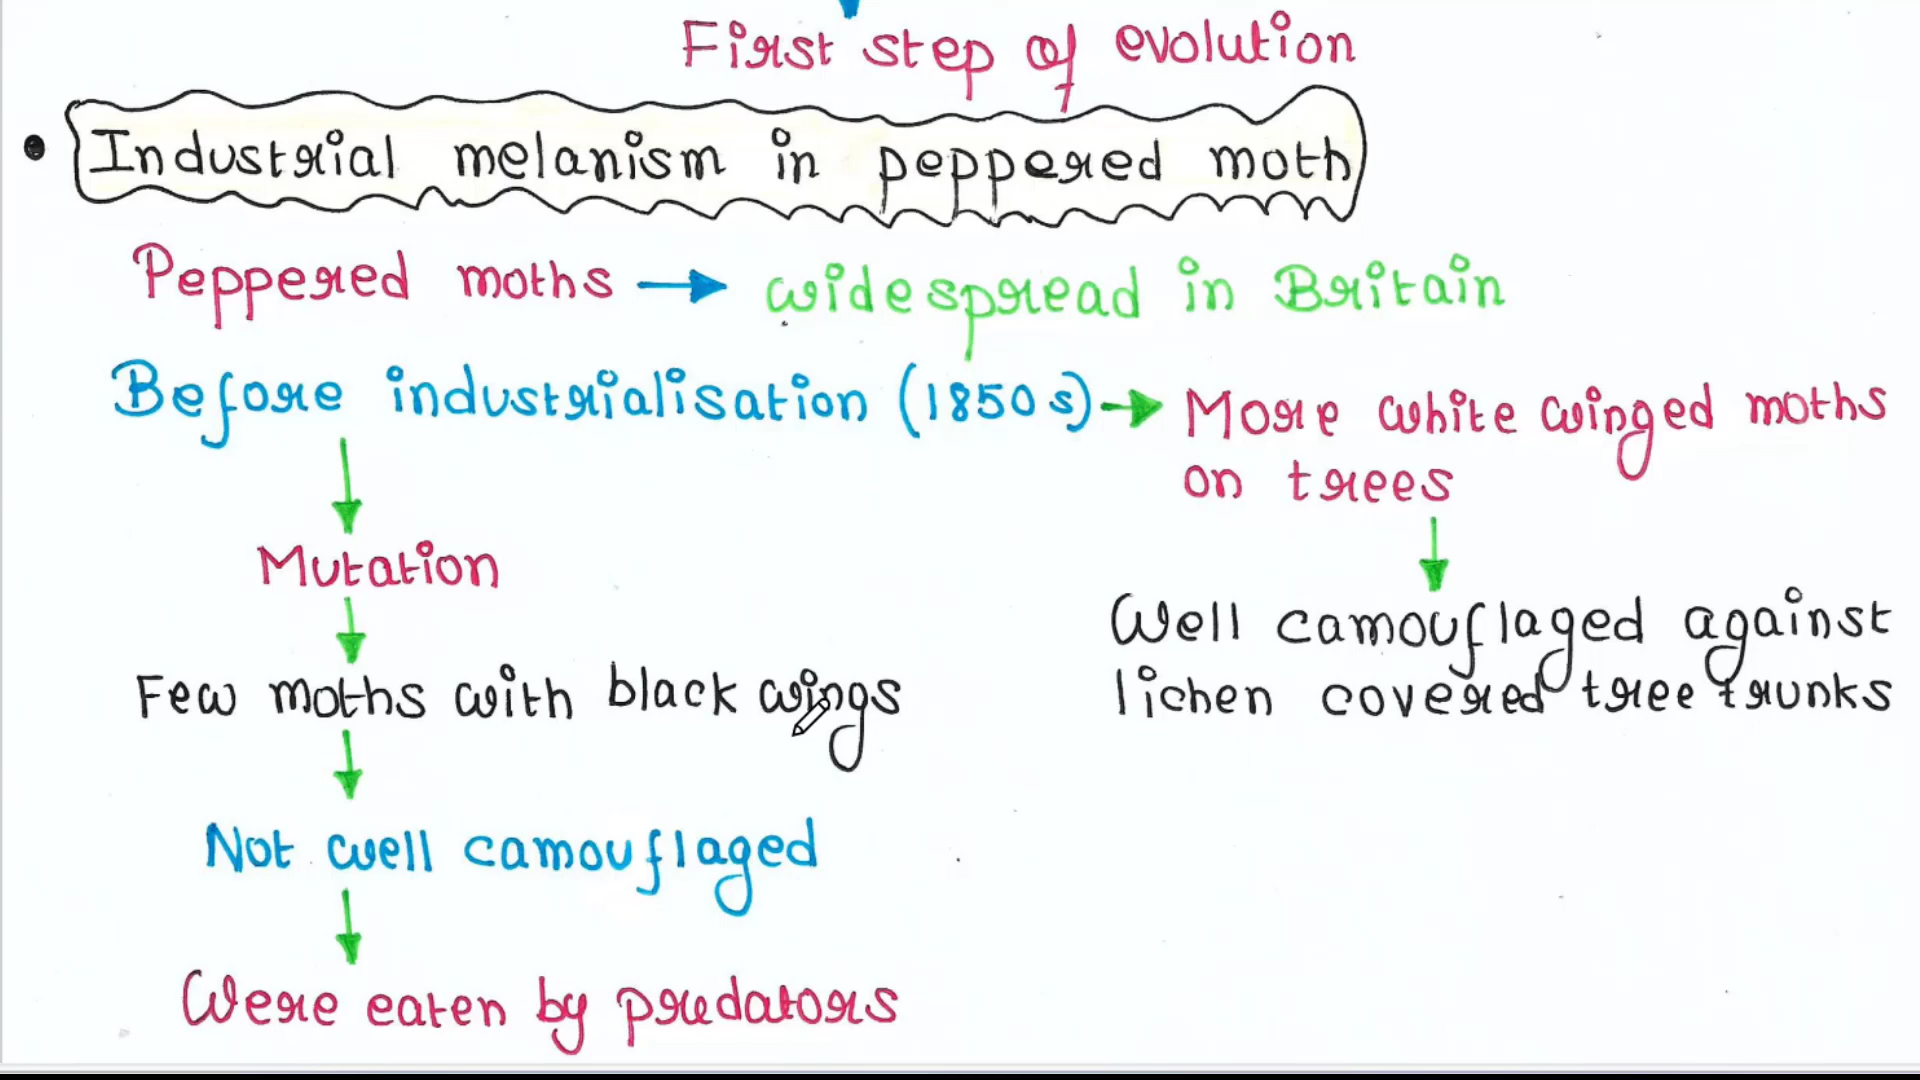 First step of evolution
• Industrial melanism in peppered moth
Peppered moths → widespread in Britain
Before industrialisation (1850s) → More white winged moths
on trees
Mutation
Well camouflaged against
lichen covered tree trunks
Few moths with black wings
Not well camouflaged
Were eaten by predators